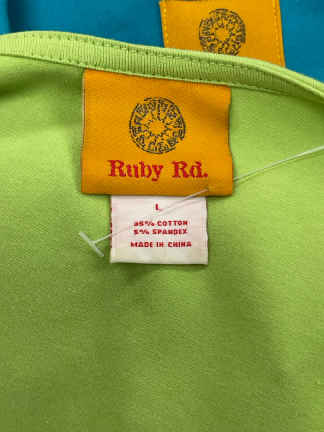 Ruby Rd.
L
95% COTTON
5% SPANDEX
MADE IN CHINA